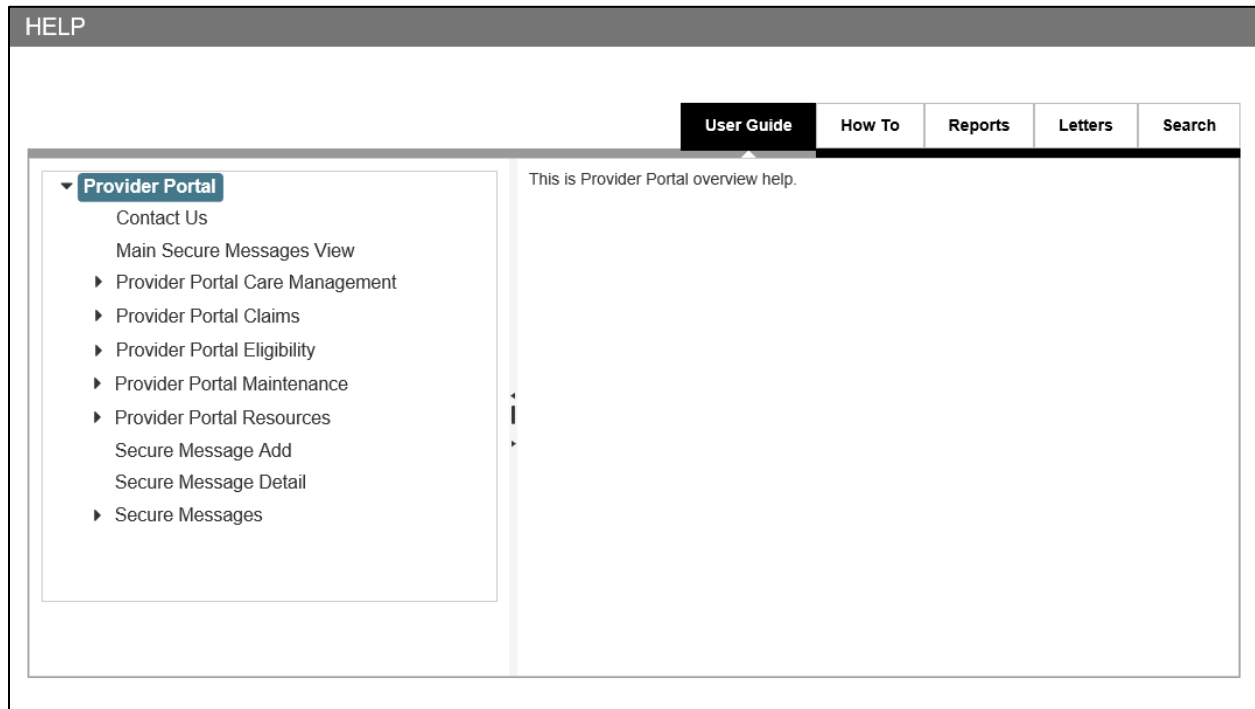 HELP
User Guide
How To
Reports
Letters
Search
Provider Portal
Contact Us
Main Secure Messages View
Provider Portal Care Management
Provider Portal Claims
Provider Portal Eligibility
Provider Portal Maintenance
Provider Portal Resources
Secure Message Add
Secure Message Detail
Secure Messages
This is Provider Portal overview help.